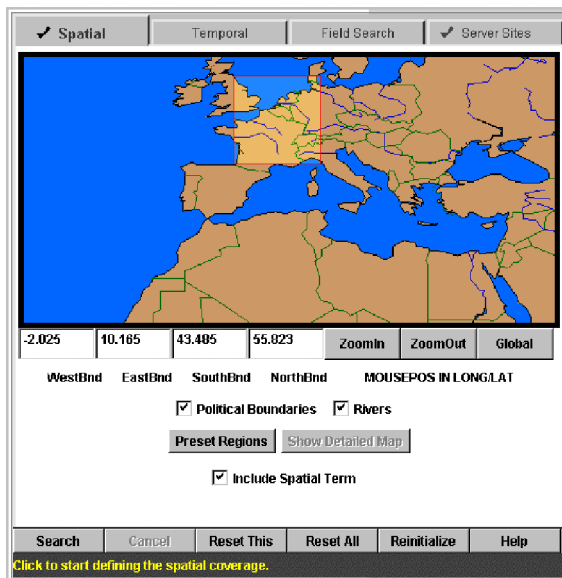 ✔ Spatial Temporal Field Search ✔ Server Sites
-2.025 10.165 43.485 55.823 ZoomIn ZoomOut Global
WestBnd EastBnd SouthBnd NorthBnd MOUSEPOS IN LONG/LAT
Political Boundaries Rivers
Preset Regions Show Detailed Map
Include Spatial Term
Search Cancel Reset This Reset All Reinitialize Help
Click to start defining the spatial coverage.